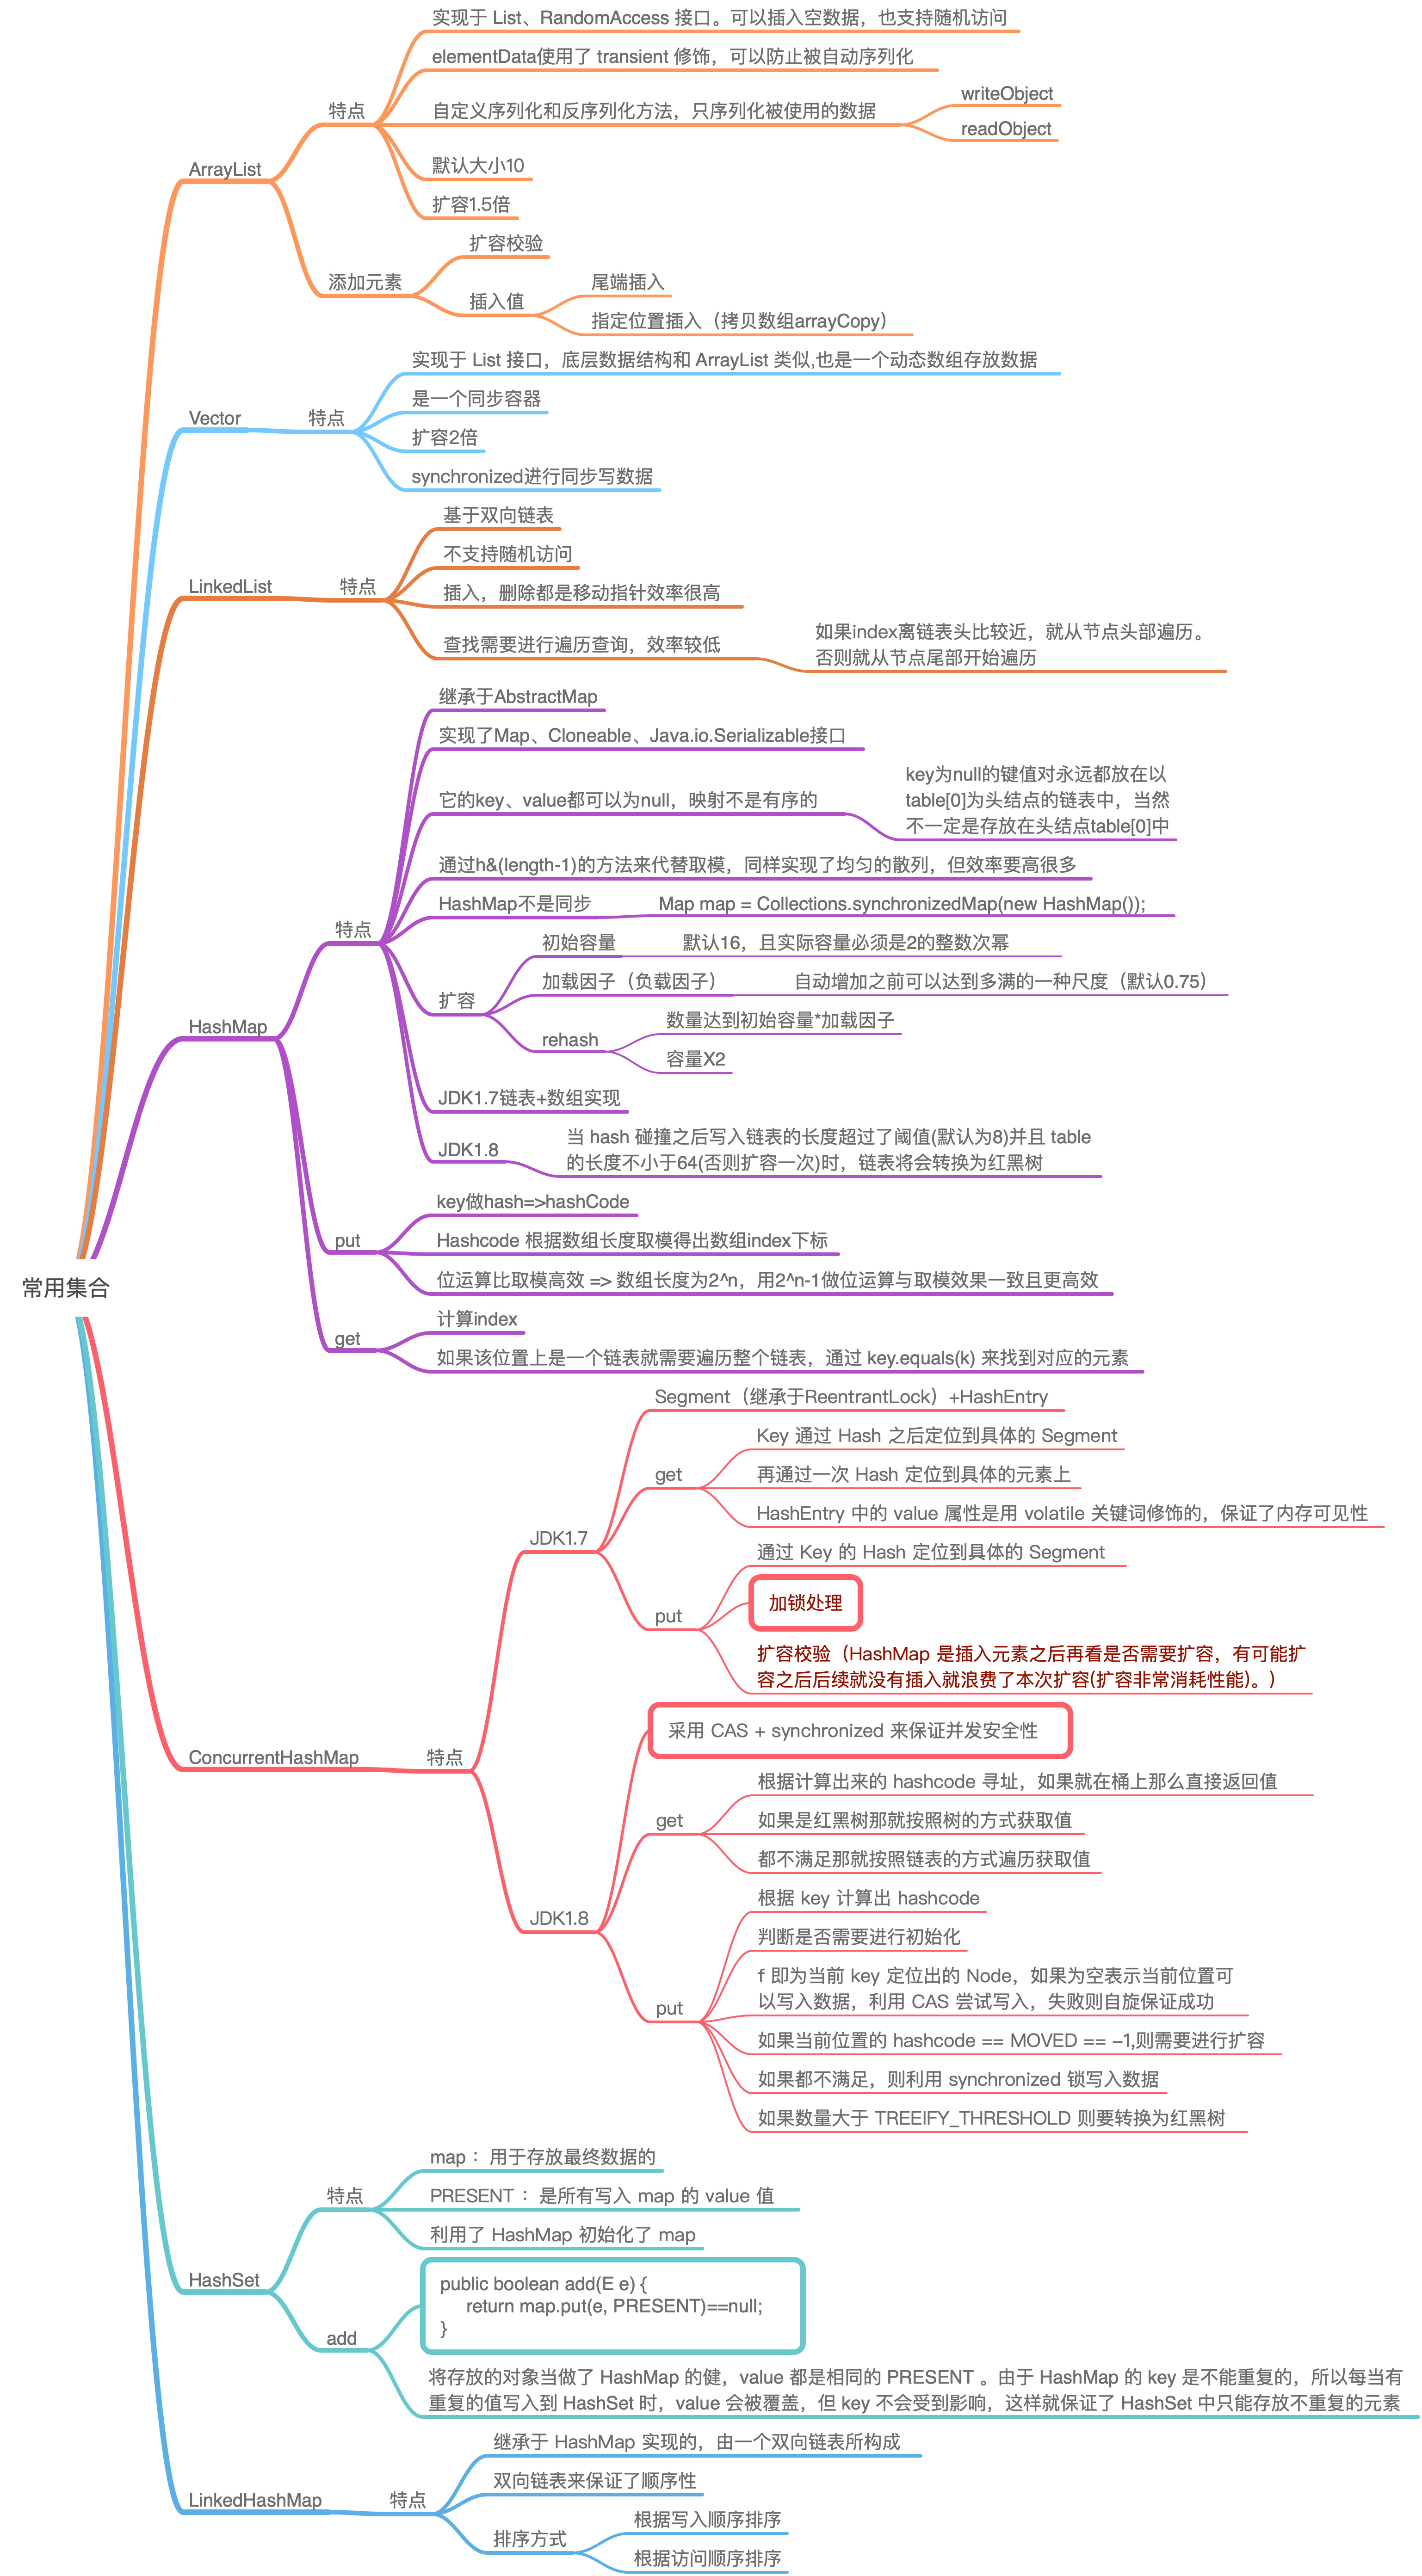 常用集合
ArrayList
特点
实现于 List、RandomAccess 接口。可以插入空数据，也支持随机访问
elementData使用了 transient 修饰，可以防止被自动序列化
自定义序列化和反序列化方法，只序列化被使用的数据
writeObject
readObject
默认大小10
扩容1.5倍
添加元素
扩容校验
插入值
尾端插入
指定位置插入（拷贝数组arrayCopy）
Vector
特点
实现于 List 接口，底层数据结构和 ArrayList 类似,也是一个动态数组存放数据
是一个同步容器
扩容2倍
synchronized进行同步写数据
LinkedList
特点
基于双向链表
不支持随机访问
插入，删除都是移动指针效率很高
查找需要进行遍历查询，效率较低
如果index离链表头比较近，就从节点头部遍历。
否则就从节点尾部开始遍历
HashMap
特点
继承于AbstractMap
实现了Map、Cloneable、Java.io.Serializable接口
它的key、value都可以为null，映射不是有序的
key为null的键值对永远都放在以
table[0]为头结点的链表中，当然
不一定是存放在头结点table[0]中
通过h&(length-1)的方法来代替取模，同样实现了均匀的散列，但效率要高很多
HashMap不是同步
Map map = Collections.synchronizedMap(new HashMap());
扩容
初始容量
默认16，且实际容量必须是2的整数次幂
加载因子（负载因子）
自动增加之前可以达到多满的一种尺度（默认0.75）
rehash
数量达到初始容量*加载因子
容量X2
JDK1.7链表+数组实现
JDK1.8
当 hash 碰撞之后写入链表的长度超过了阈值(默认为8)并且 table
的长度不小于64(否则扩容一次)时，链表将会转换为红黑树
put
key做hash=>hashCode
Hashcode 根据数组长度取模得出数组index下标
位运算比取模高效 => 数组长度为2^n，用2^n-1做位运算与取模效果一致且更高效
get
计算index
如果该位置上是一个链表就需要遍历整个链表，通过 key.equals(k) 来找到对应的元素
ConcurrentHashMap
特点
JDK1.7
Segment（继承于ReentrantLock）+HashEntry
get
Key 通过 Hash 之后定位到具体的 Segment
再通过一次 Hash 定位到具体的元素上
HashEntry 中的 value 属性是用 volatile 关键词修饰的，保证了内存可见性
put
通过 Key 的 Hash 定位到具体的 Segment
加锁处理
扩容校验（HashMap 是插入元素之后再看是否需要扩容，有可能扩
容之后后续就没有插入就浪费了本次扩容(扩容非常消耗性能)。）
JDK1.8
采用 CAS + synchronized 来保证并发安全性
get
根据计算出来的 hashcode 寻址，如果就在桶上那么直接返回值
如果是红黑树那就按照树的方式获取值
都不满足那就按照链表的方式遍历获取值
put
根据 key 计算出 hashcode
判断是否需要进行初始化
f 即为当前 key 定位出的 Node，如果为空表示当前位置可
以写入数据，利用 CAS 尝试写入，失败则自旋保证成功
如果当前位置的 hashcode == MOVED == -1,则需要进行扩容
如果都不满足，则利用 synchronized 锁写入数据
如果数量大于 TREEIFY_THRESHOLD 则要转换为红黑树
HashSet
特点
map ：用于存放最终数据的
PRESENT ：是所有写入 map 的 value 值
利用了 HashMap 初始化了 map
add
public boolean add(E e) {
return map.put(e, PRESENT)==null;
}
将存放的对象当做了 HashMap 的健，value 都是相同的 PRESENT 。由于 HashMap 的 key 是不能重复的，所以每当有
重复的值写入到 HashSet 时，value 会被覆盖，但 key 不会受到影响，这样就保证了 HashSet 中只能存放不重复的元素
LinkedHashMap
特点
继承于 HashMap 实现的，由一个双向链表所构成
双向链表来保证了顺序性
排序方式
根据写入顺序排序
根据访问顺序排序